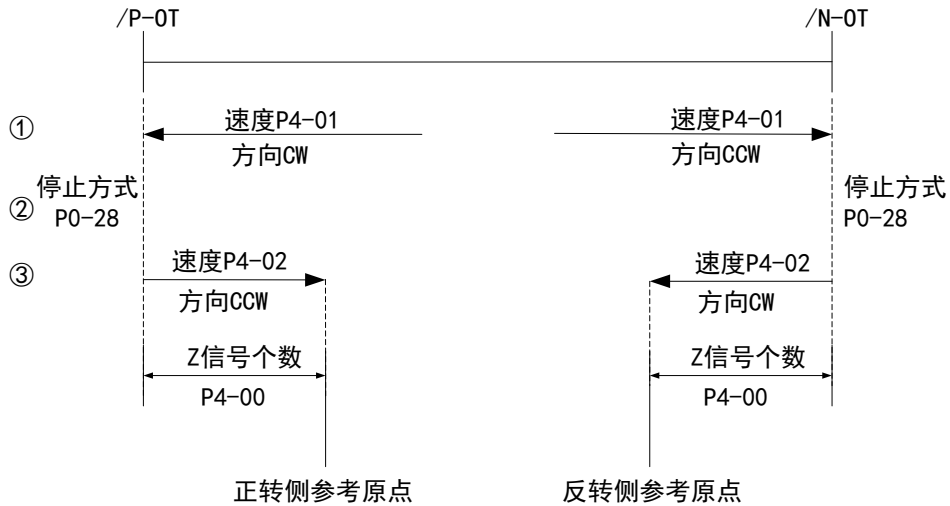 /P-OT
/N-OT
① 速度P4-01 速度P4-01
方向CW 方向CCW
停止方式 停止方式
② P0-28 P0-28
③ 速度P4-02 速度P4-02
方向CCW 方向CW
Z信号个数 Z信号个数
P4-00 P4-00
正转侧参考原点 反转侧参考原点